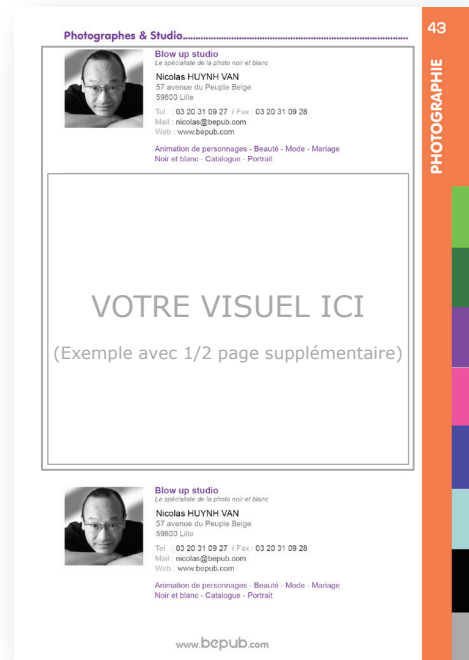 Photographes & Studio..........................................................................................
43
PHOTOGRAPHIE
Blow up studio
Le spécialiste de la photo noir et blanc
Nicolas HUYNH VAN
57 avenue du Peuple Belge
59800 Lille
Tel : 03 20 31 09 27 / Fax : 03 20 31 09 28
Mail : nicolas@bepub.com
Web : www.bepub.com
Animation de personnages - Beauté - Mode - Mariage
Noir et blanc - Catalogue - Portrait
VOTRE VISUEL ICI
(Exemple avec 1/2 page supplémentaire)
Blow up studio
Le spécialiste de la photo noir et blanc
Nicolas HUYNH VAN
57 avenue du Peuple Belge
59800 Lille
Tel : 03 20 31 09 27 / Fax : 03 20 31 09 28
Mail : nicolas@bepub.com
Web : www.bepub.com
Animation de personnages - Beauté - Mode - Mariage
Noir et blanc - Catalogue - Portrait
www.bepub.com